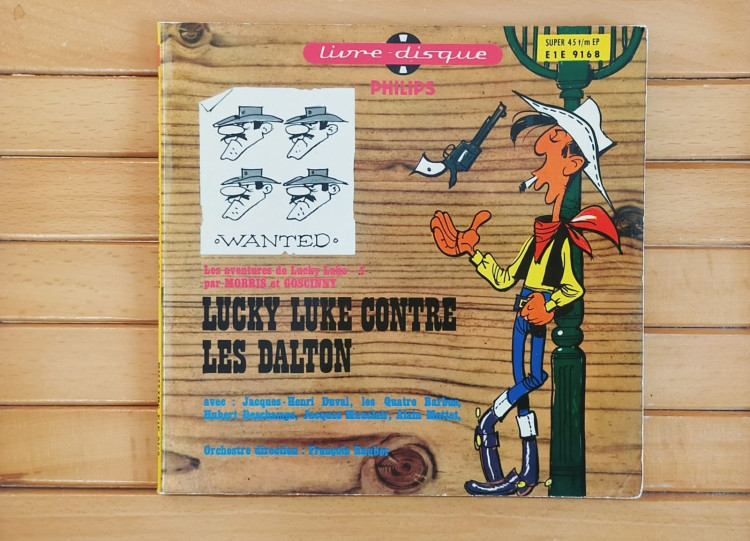 livre-disque
PHILIPS
SUPER 45 t/m EP
E1E 9168
WANTED
Les aventures de Lucky Luke
par MORRIS et GOSCINNY
LUCKY LUKE CONTRE
LES DALTON
avec : Jacques-Henri Duval, les Quatre Barbus,
Hubert Deschamps, Jacques Mauclair, Alain Mottet,
Orchestre direction : François Rauber